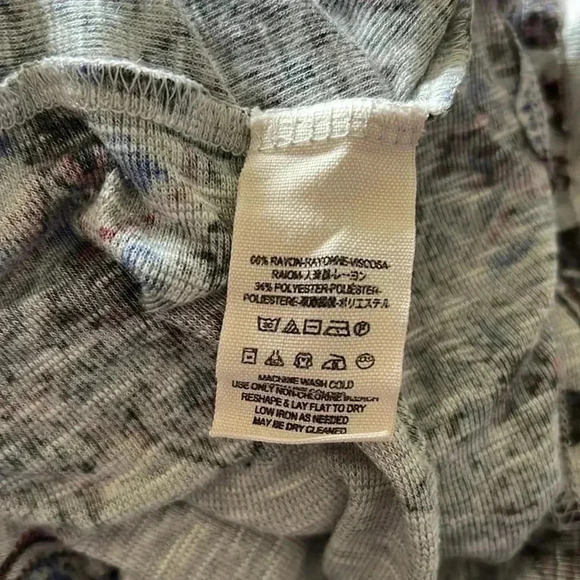 66% RAYON-RAYONNE-VISCOSA-
RAION-人造絲-レーヨン
34% POLYESTER-POLIÉSTER-
POLIESTERE-聚酯纖維-ポリエステル
MACHINE WASH COLD
USE ONLY NON-CHLORINE BLEACH
RESHAPE & LAY FLAT TO DRY
LOW IRON AS NEEDED
MAY BE DRY CLEANED